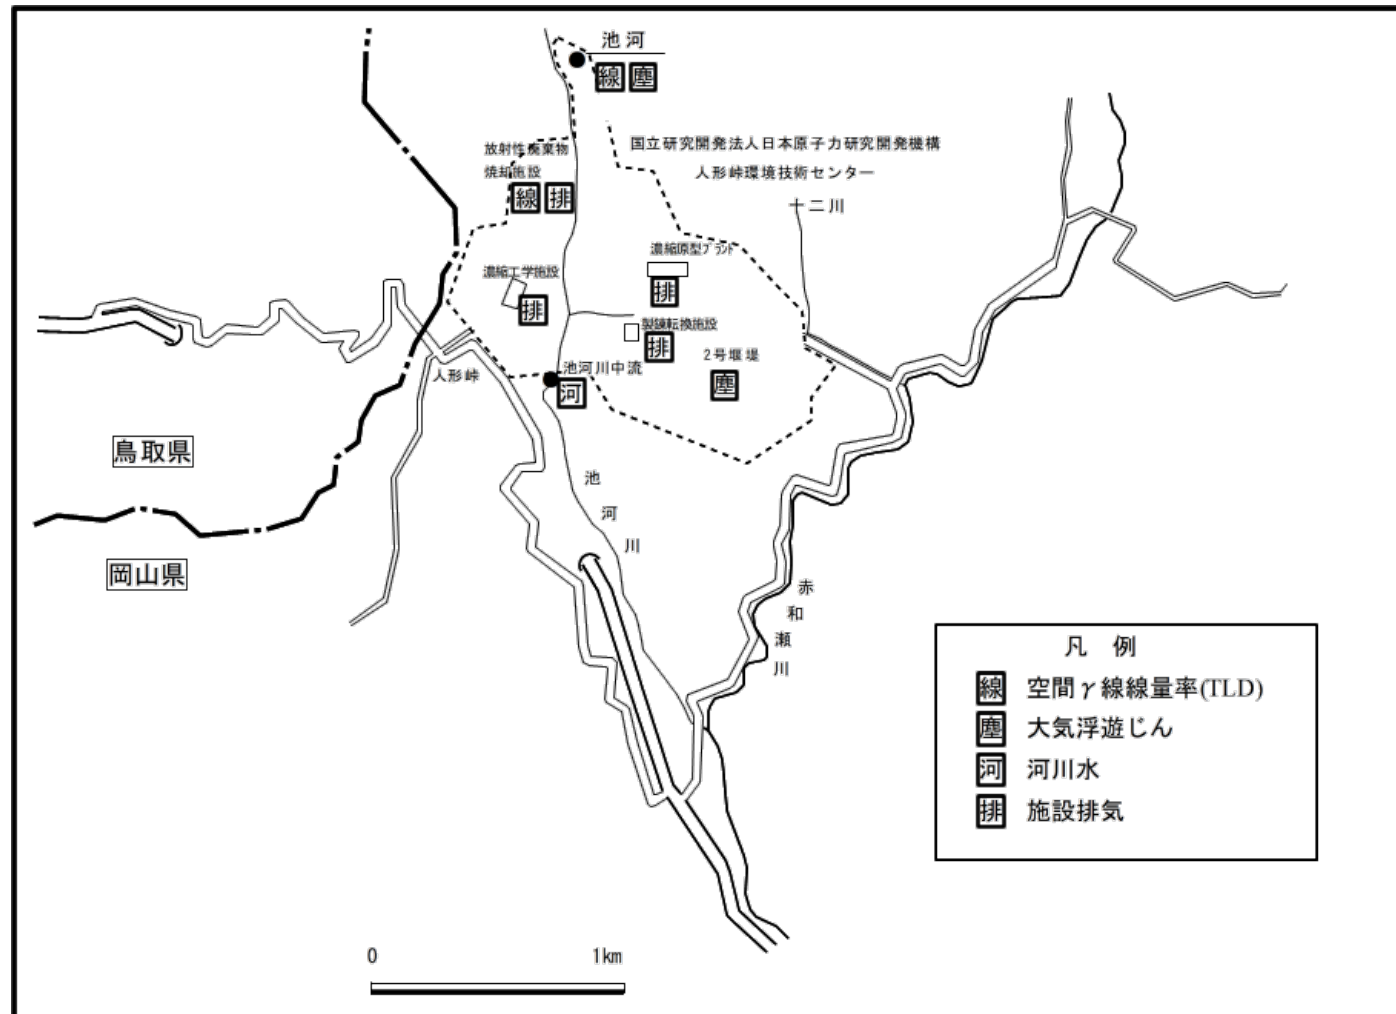 池河
線 塵
国立研究開発法人日本原子力研究開発機構
人形峠環境技術センター
放射性廃棄物
焼却施設
線 排
十二川
濃縮原型プラント
排
濃縮工学施設
排
製錬転換施設
排
2号堰堤
塵
池河川中流
河
人形峠
鳥取県
岡山県
池河川
赤和瀬川
凡 例
線 空間γ線線量率(TLD)
塵 大気浮遊じん
河 河川水
排 施設排気
0 1km